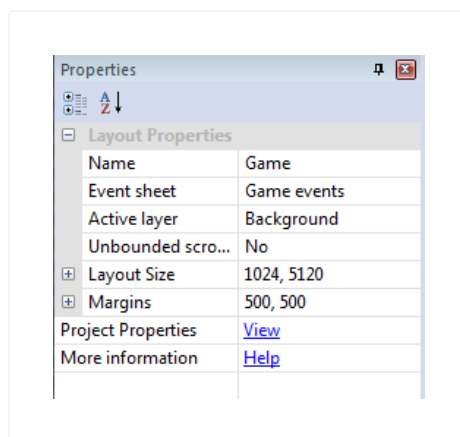 Properties
Layout Properties
Name Game
Event sheet Game events
Active layer Background
Unbounded scro... No
Layout Size 1024, 5120
Margins 500, 500
Project Properties View
More information Help